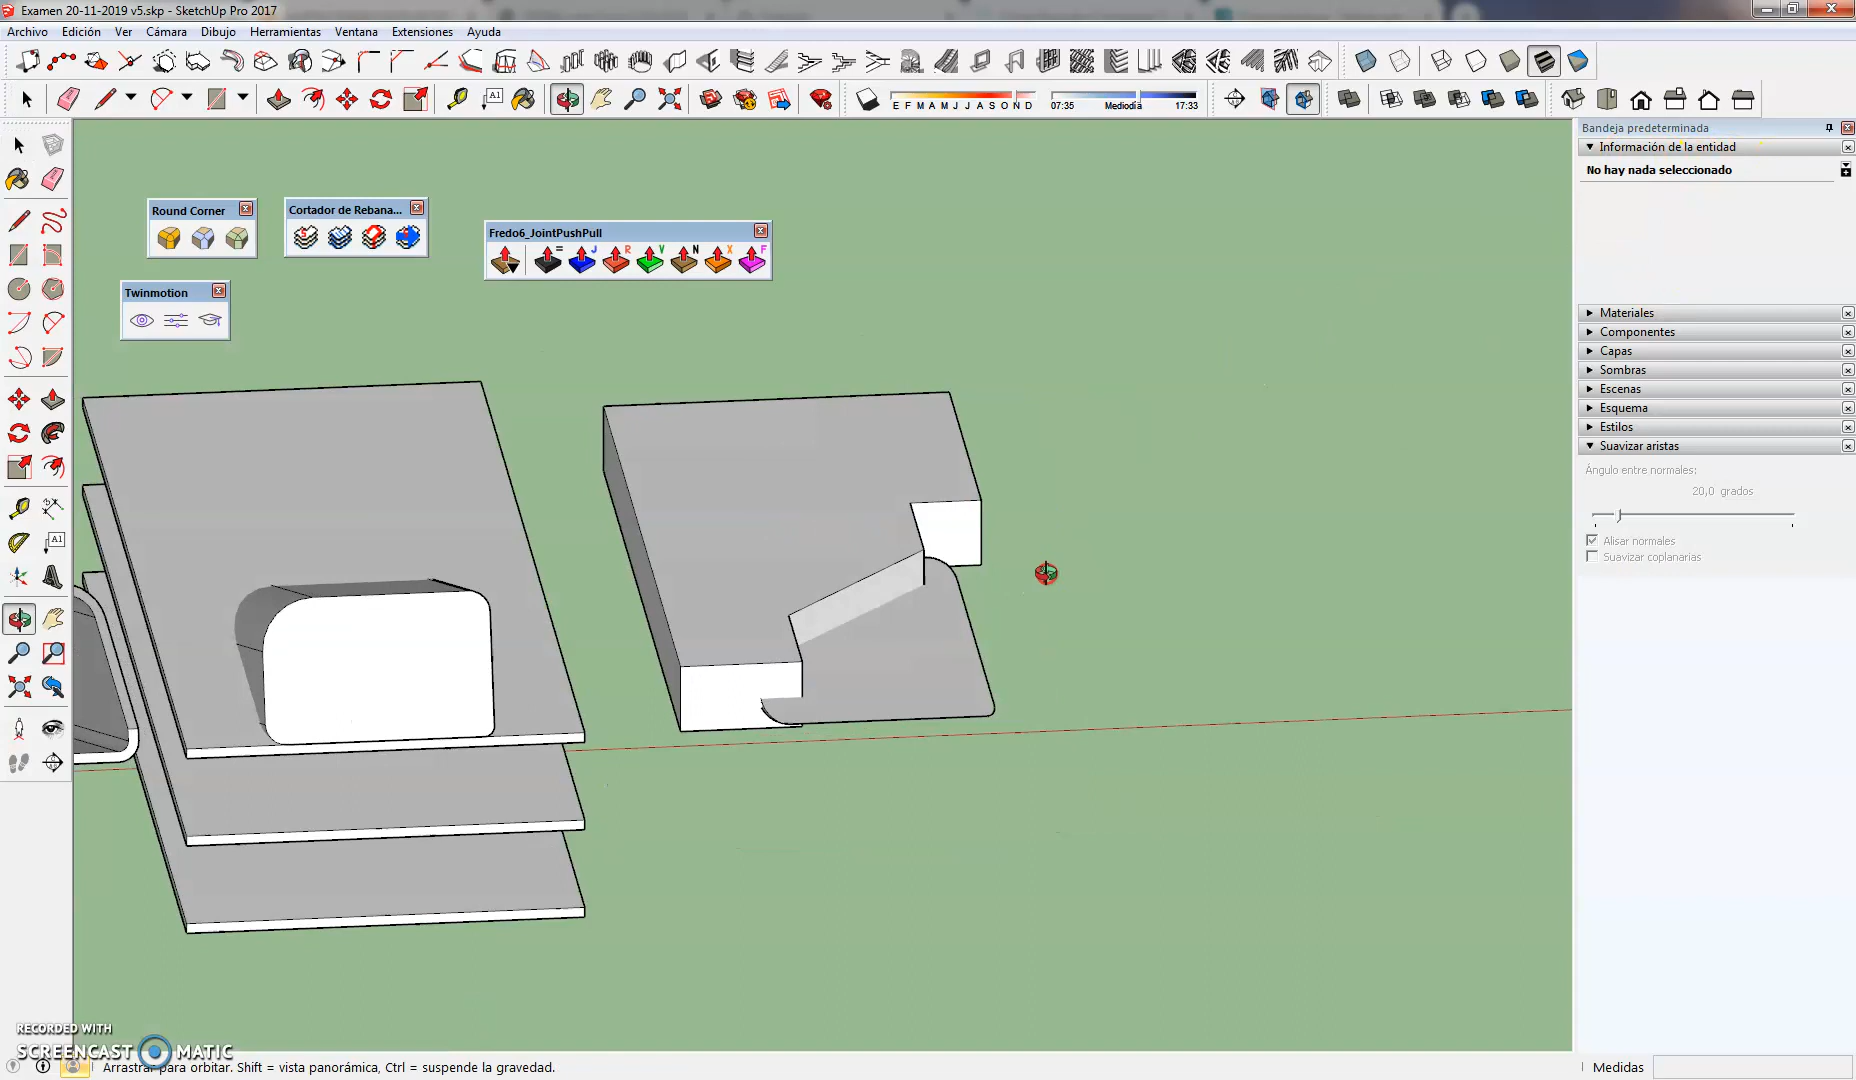 Examen 20-11-2019 v5.skp - SketchUp Pro 2017
Archivo Edición Ver Cámara Dibujo Herramientas Ventana Extensiones Ayuda
A1
E F M A M J J A S O N D
07:35 Mediodía 17:33
Bandeja predeterminada
Información de la entidad
No hay nada seleccionado
Round Corner
Cortador de Rebana...
Fredo6_JointPushPull
= J R V N X F
Twinmotion
Materiales
Componentes
Capas
Sombras
Escenas
Esquema
Estilos
Suavizar aristas
Ángulo entre normales:
20,0 grados
Alisar normales
Suavizar coplanarias
A1
RECORDED WITH
SCREENCAST MATIC
Arrastrar para orbitar. Shift = vista panorámica, Ctrl = suspende la gravedad.
Medidas